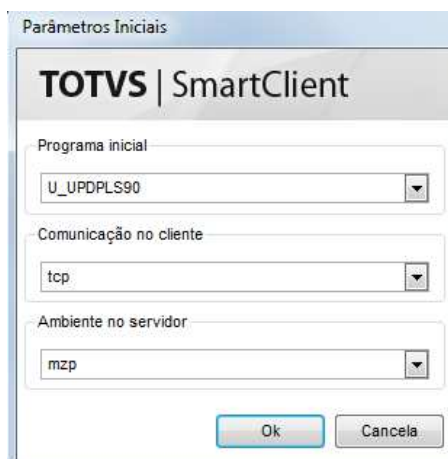 Parâmetros Iniciais
TOTVS | SmartClient
Programa inicial
U_UPDPLS90
Comunicação no cliente
tcp
Ambiente no servidor
mzp
Ok Cancela